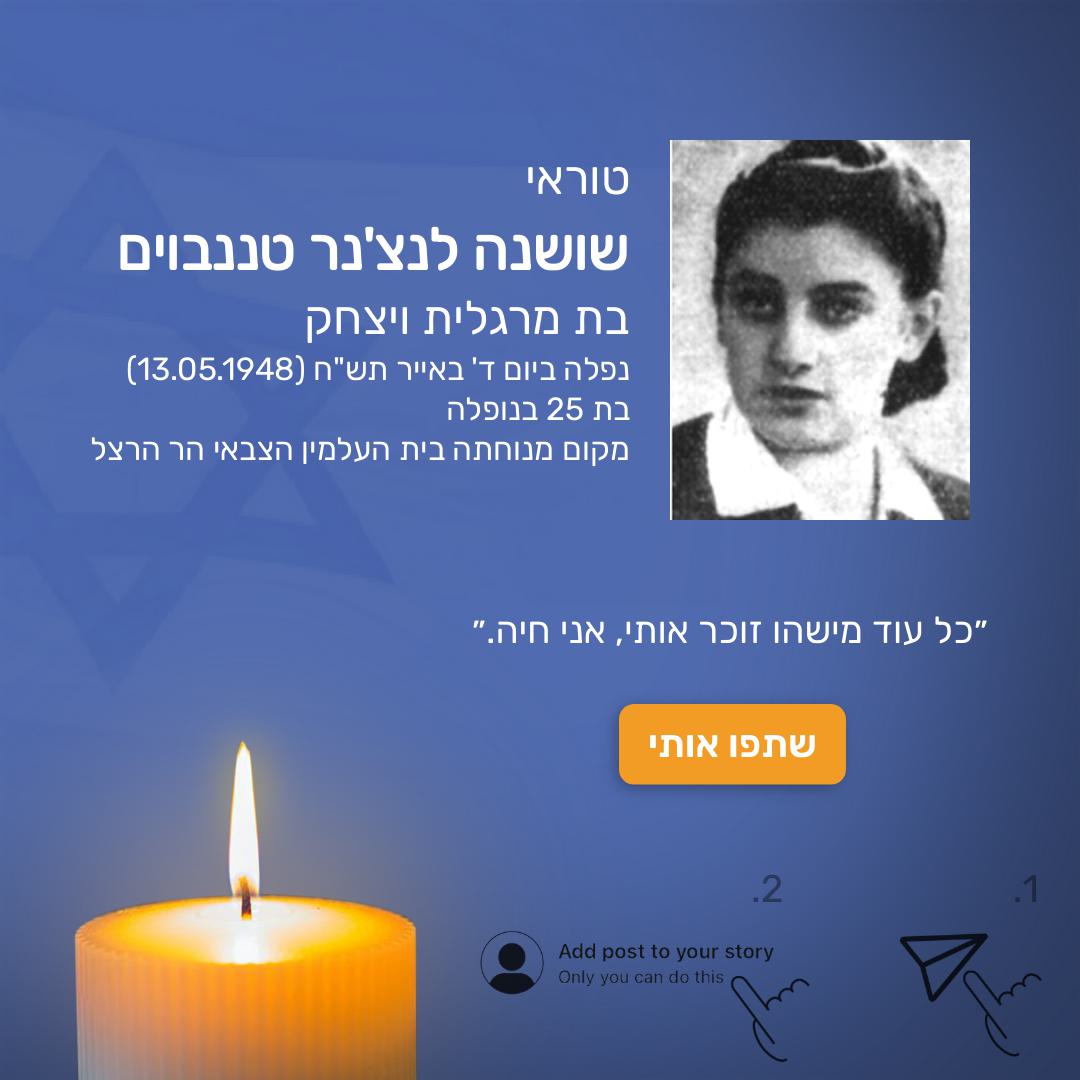 טוראי
שושנה לנצ'נר טננבוים
בת מרגלית ויצחק
נפלה ביום ד' באייר תש"ח (13.05.1948)
בת 25 בנופלה
מקום מנוחתה בית העלמין הצבאי הר הרצל
״כל עוד מישהו זוכר אותי, אני חיה.״
שתפו אותי
1.
2.
Add post to your story
Only you can do this